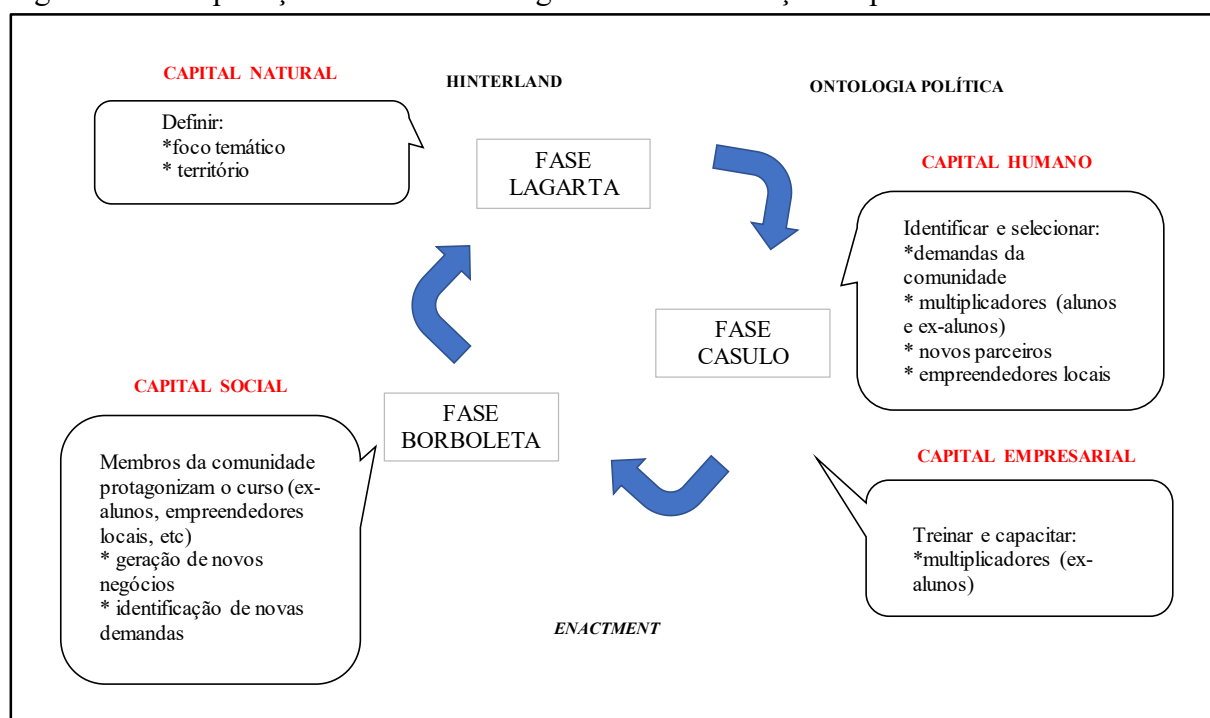 CAPITAL NATURAL
HINTERLAND
ONTOLOGIA POLÍTICA
Definir:
*foco temático
* território
FASE
LAGARTA
CAPITAL HUMANO
Identificar e selecionar:
*demandas da
comunidade
* multiplicadores (alunos
e ex-alunos)
* novos parceiros
* empreendedores locais
FASE
CASULO
CAPITAL SOCIAL
FASE
BORBOLETA
Membros da comunidade
protagonizam o curso (ex-
alunos, empreendedores
locais, etc)
* geração de novos
negócios
* identificação de novas
demandas
CAPITAL EMPRESARIAL
Treinar e capacitar:
*multiplicadores (ex-
alunos)
ENACTMENT